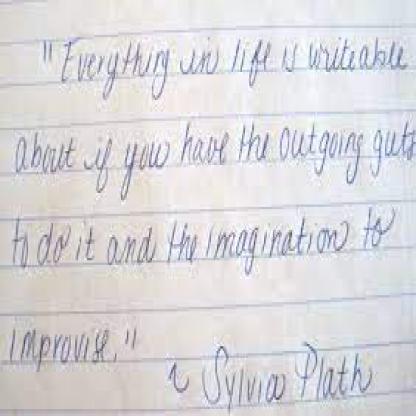 "Everything in life is writeable
about if you have the outgoing guts
to do it and the imagination to
improvise."
~ Sylvia Plath